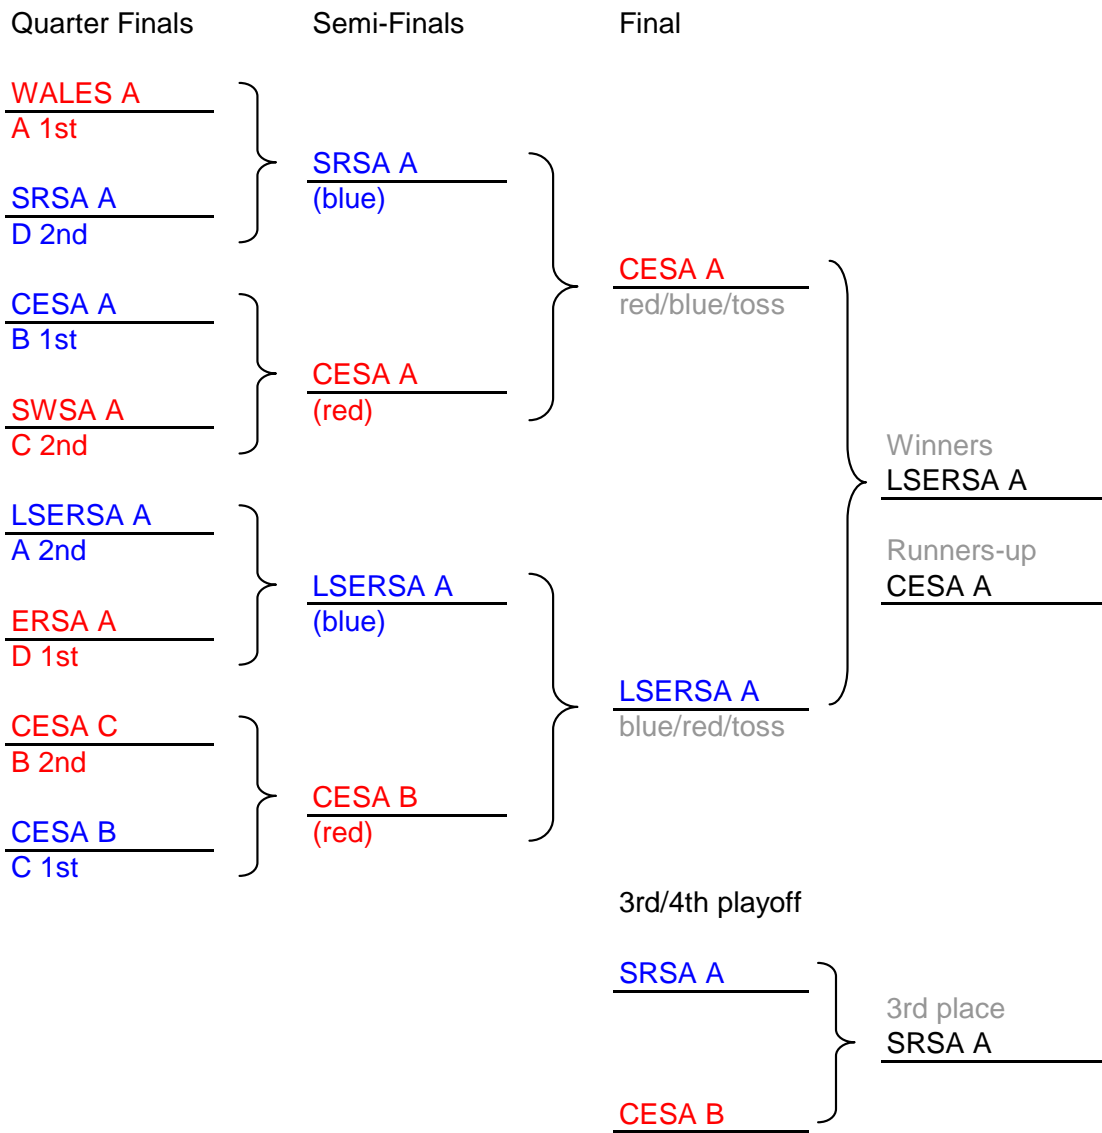 Quarter Finals
Semi-Finals
Final
WALES A
A 1st
SRSA A
D 2nd
CESA A
B 1st
SWSA A
C 2nd
LSERSA A
A 2nd
ERSA A
D 1st
CESA C
B 2nd
CESA B
C 1st
SRSA A
(blue)
CESA A
(red)
LSERSA A
(blue)
CESA B
(red)
CESA A
red/blue/toss
LSERSA A
blue/red/toss
Winners
LSERSA A
Runners-up
CESA A
3rd/4th playoff
SRSA A
CESA B
3rd place
SRSA A